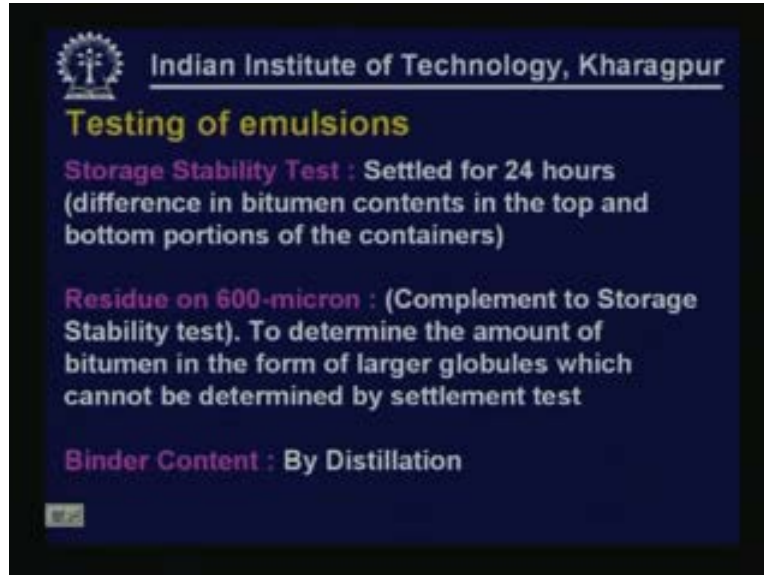 Indian Institute of Technology, Kharagpur
Testing of emulsions
Storage Stability Test : Settled for 24 hours
(difference in bitumen contents in the top and
bottom portions of the containers)
Residue on 600-micron : (Complement to Storage
Stability test). To determine the amount of
bitumen in the form of larger globules which
cannot be determined by settlement test
Binder Content : By Distillation